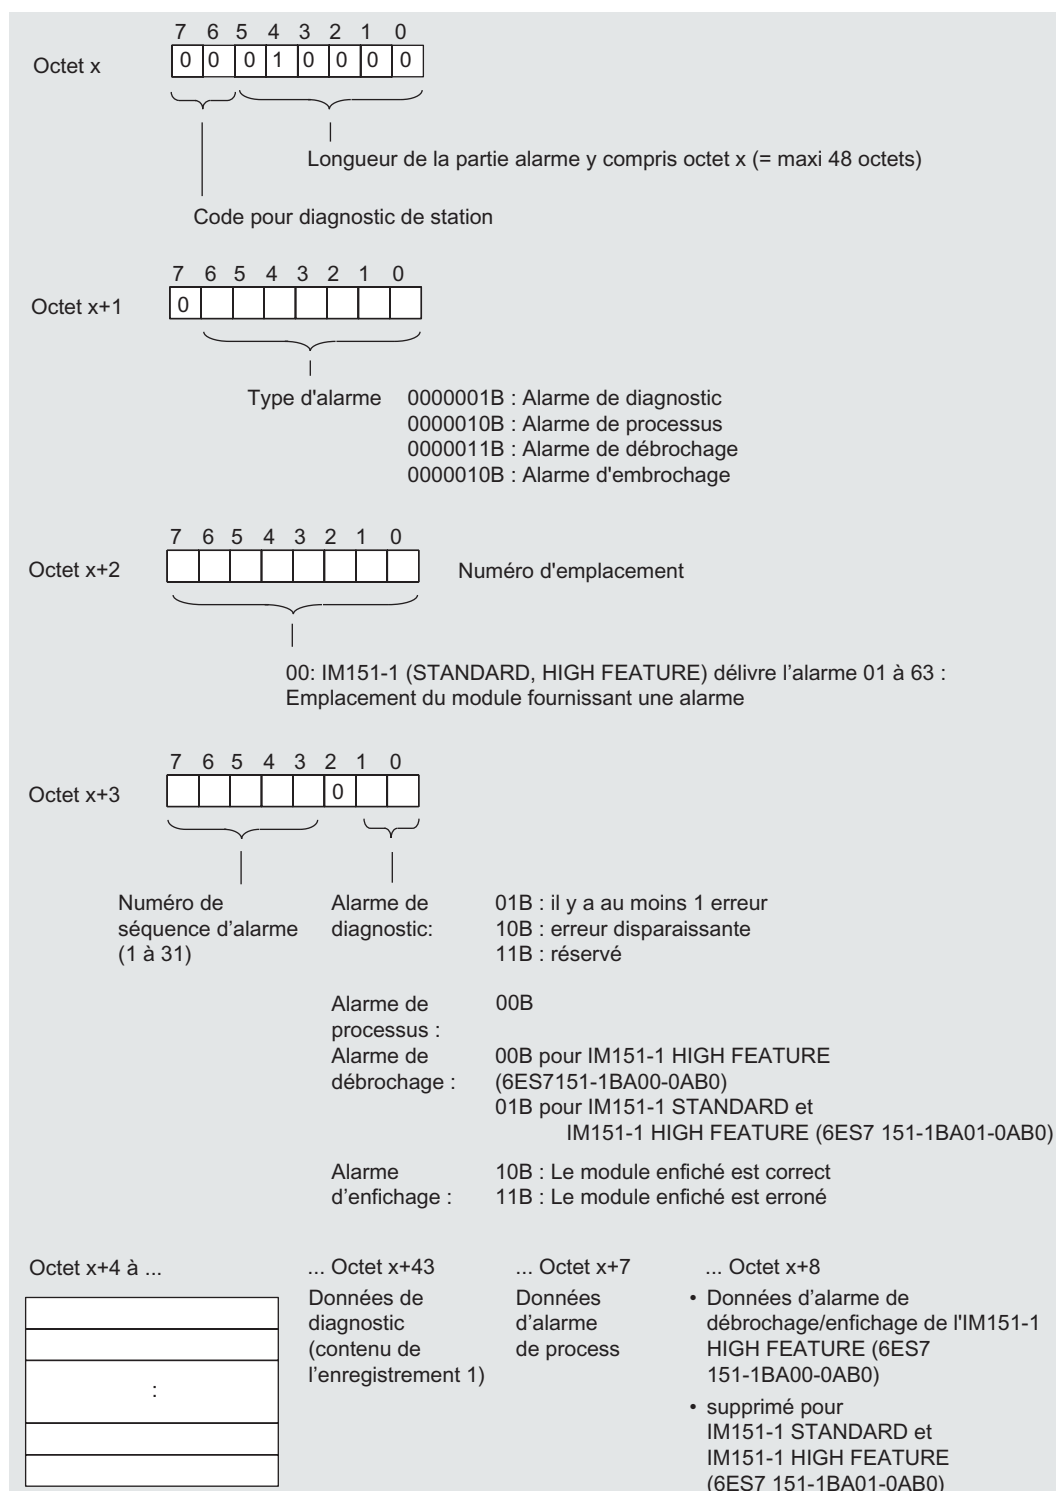 7 6 5 4 3 2 1 0
Octet x 0 0 0 1 0 0 0 0
Longueur de la partie alarme y compris octet x (= maxi 48 octets)
Code pour diagnostic de station
7 6 5 4 3 2 1 0
Octet x+1 0
Type d'alarme 0000001B : Alarme de diagnostic
0000010B : Alarme de processus
0000011B : Alarme de débrochage
0000010B : Alarme d'embrochage
7 6 5 4 3 2 1 0
Octet x+2 Numéro d'emplacement
00: IM151-1 (STANDARD, HIGH FEATURE) délivre l’alarme 01 à 63 :
Emplacement du module fournissant une alarme
7 6 5 4 3 2 1 0
Octet x+3 0
Numéro de
séquence d’alarme
(1 à 31)
Alarme de
diagnostic:
01B : il y a au moins 1 erreur
10B : erreur disparaissante
11B : réservé
Alarme de
processus :
00B
Alarme de
débrochage :
00B pour IM151-1 HIGH FEATURE
(6ES7151-1BA00-0AB0)
01B pour IM151-1 STANDARD et
IM151-1 HIGH FEATURE (6ES7 151-1BA01-0AB0)
Alarme
d’enfichage :
10B : Le module enfiché est correct
11B : Le module enfiché est erroné
Octet x+4 à ...
:
... Octet x+43
Données de
diagnostic
(contenu de
l’enregistrement 1)
... Octet x+7
Données
d’alarme
de process
... Octet x+8
• Données d’alarme de
débrochage/enfichage de l'IM151-1
HIGH FEATURE (6ES7
151-1BA00-0AB0)
• supprimé pour
IM151-1 STANDARD et
IM151-1 HIGH FEATURE
(6ES7 151-1BA01-0AB0)